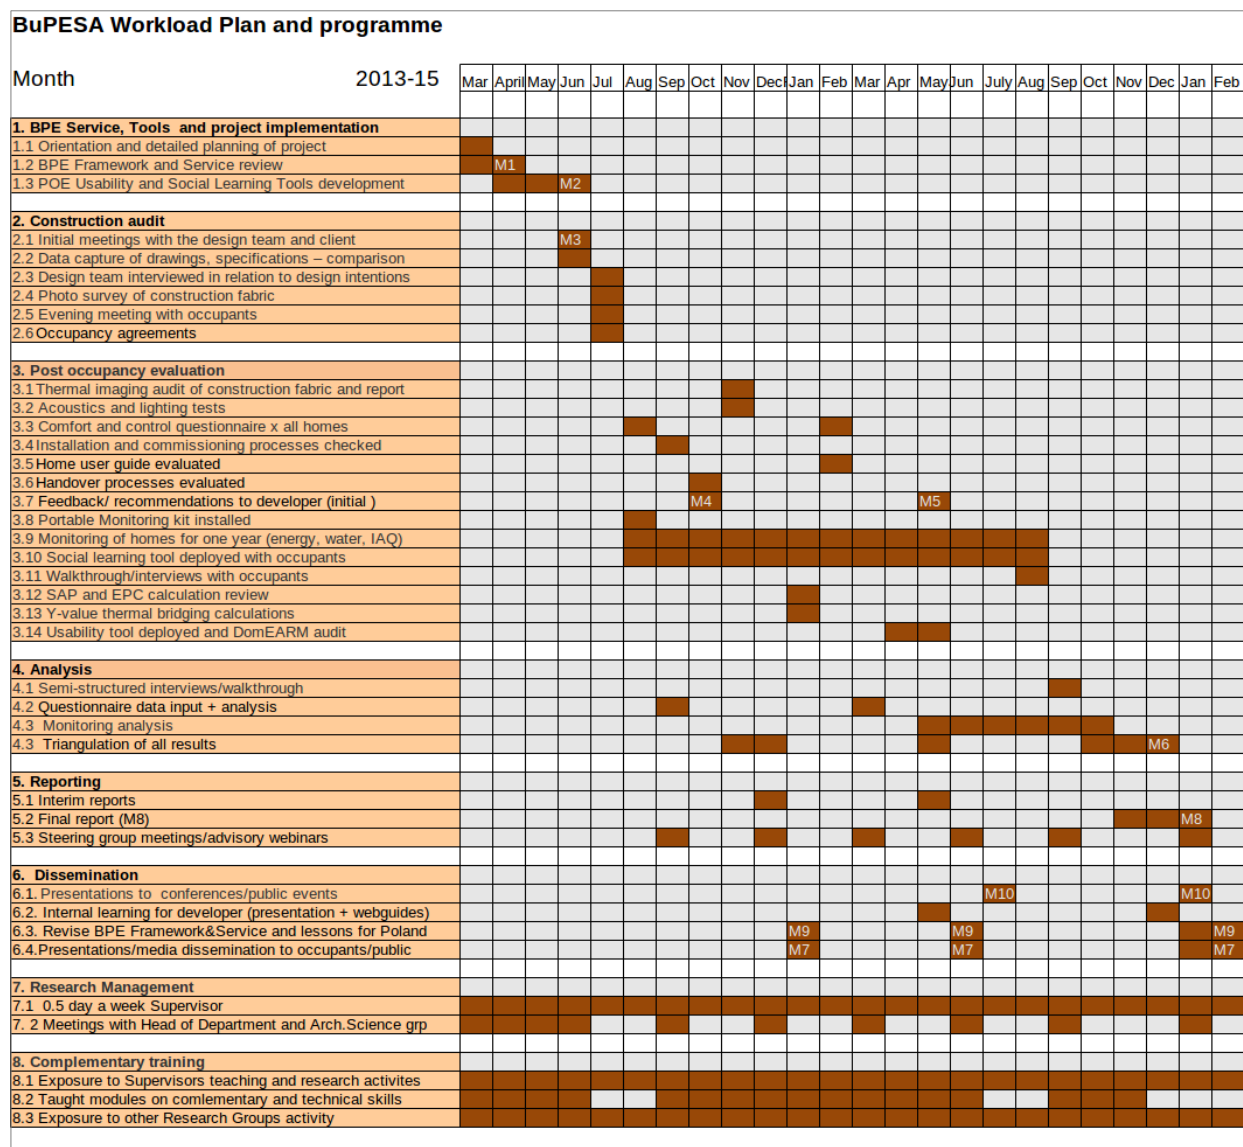 BuPESA Workload Plan and programme
Month 2013-15 Mar April May Jun Jul Aug Sep Oct Nov Dec Jan Feb Mar Apr May Jun July Aug Sep Oct Nov Dec Jan Feb
1. BPE Service, Tools and project implementation
1.1 Orientation and detailed planning of project
1.2 BPE Framework and Service review M1
1.3 POE Usability and Social Learning Tools development M2
2. Construction audit
2.1 Initial meetings with the design team and client M3
2.2 Data capture of drawings, specifications – comparison
2.3 Design team interviewed in relation to design intentions
2.4 Photo survey of construction fabric
2.5 Evening meeting with occupants
2.6 Occupancy agreements
3. Post occupancy evaluation
3.1 Thermal imaging audit of construction fabric and report
3.2 Acoustics and lighting tests
3.3 Comfort and control questionnaire x all homes
3.4 Installation and commissioning processes checked
3.5 Home user guide evaluated
3.6 Handover processes evaluated
3.7 Feedback/ recommendations to developer (initial ) M4 M5
3.8 Portable Monitoring kit installed
3.9 Monitoring of homes for one year (energy, water, IAQ)
3.10 Social learning tool deployed with occupants
3.11 Walkthrough/interviews with occupants
3.12 SAP and EPC calculation review
3.13 Y-value thermal bridging calculations
3.14 Usability tool deployed and DomEARM audit
4. Analysis
4.1 Semi-structured interviews/walkthrough
4.2 Questionnaire data input + analysis
4.3 Monitoring analysis
4.3 Triangulation of all results M6
5. Reporting
5.1 Interim reports
5.2 Final report (M8) M8
5.3 Steering group meetings/advisory webinars
6. Dissemination
6.1. Presentations to conferences/public events M10 M10
6.2. Internal learning for developer (presentation + webguides)
6.3. Revise BPE Framework&Service and lessons for Poland M9 M9 M9
6.4. Presentations/media dissemination to occupants/public M7 M7 M7
7. Research Management
7.1 0.5 day a week Supervisor
7. 2 Meetings with Head of Department and Arch.Science grp
8. Complementary training
8.1 Exposure to Supervisors teaching and research activites
8.2 Taught modules on comlementary and technical skills
8.3 Exposure to other Research Groups activity